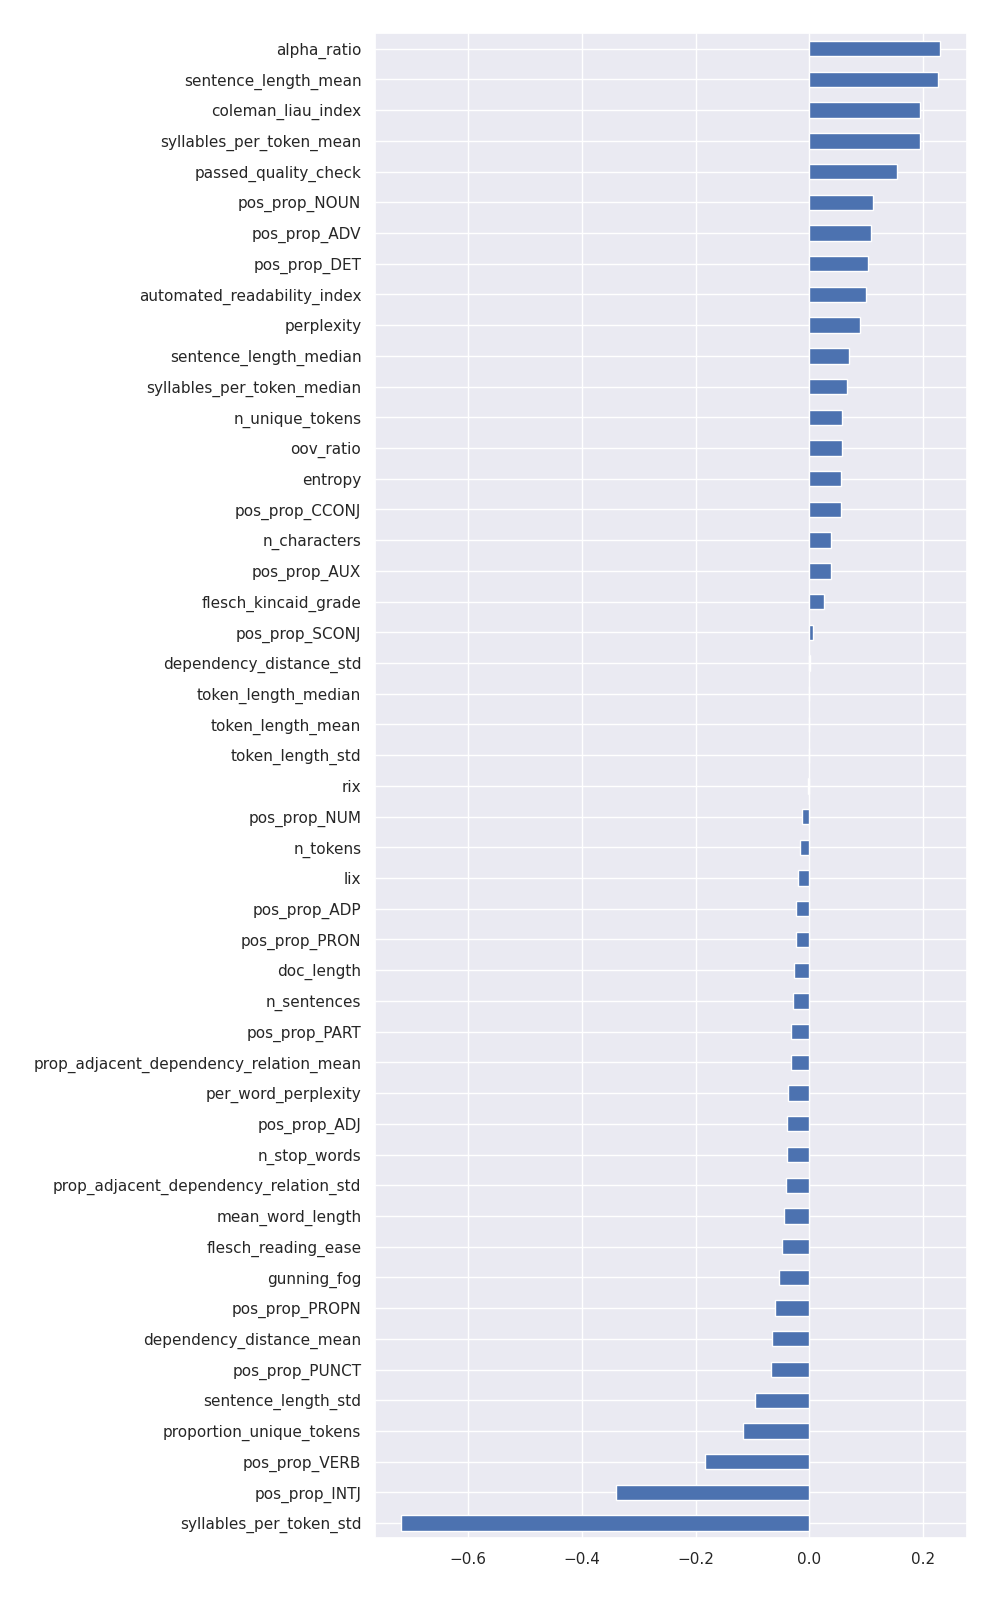 alpha_ratio
sentence_length_mean
coleman_liau_index
syllables_per_token_mean
passed_quality_check
pos_prop_NOUN
pos_prop_ADV
pos_prop_DET
automated_readability_index
perplexity
sentence_length_median
syllables_per_token_median
n_unique_tokens
oov_ratio
entropy
pos_prop_CCONJ
n_characters
pos_prop_AUX
flesch_kincaid_grade
pos_prop_SCONJ
dependency_distance_std
token_length_median
token_length_mean
token_length_std
rix
pos_prop_NUM
n_tokens
lix
pos_prop_ADP
pos_prop_PRON
doc_length
n_sentences
pos_prop_PART
prop_adjacent_dependency_relation_mean
per_word_perplexity
pos_prop_ADJ
n_stop_words
prop_adjacent_dependency_relation_std
mean_word_length
flesch_reading_ease
gunning_fog
pos_prop_PROPN
dependency_distance_mean
pos_prop_PUNCT
sentence_length_std
proportion_unique_tokens
pos_prop_VERB
pos_prop_INTJ
syllables_per_token_std
−0.6 −0.4 −0.2 0.0 0.2